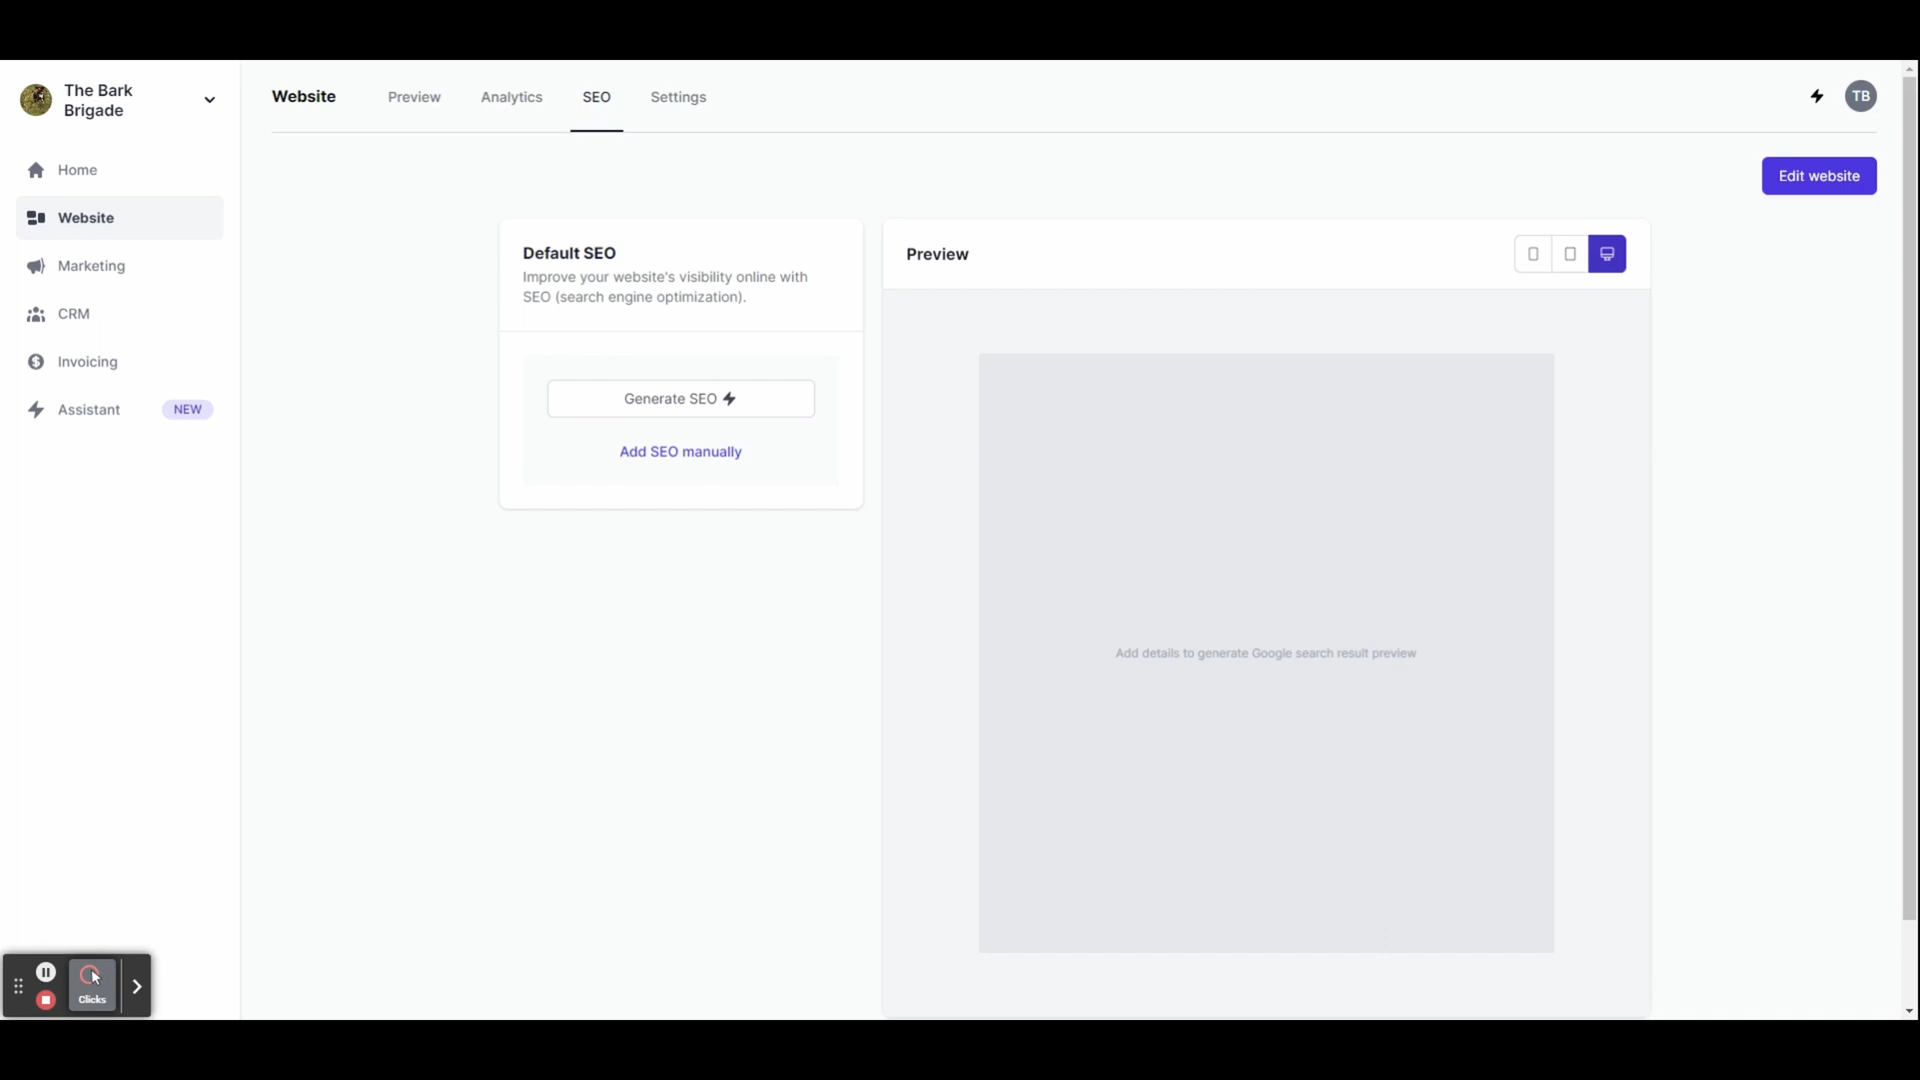 The Bark
Brigade
Home
Website
Marketing
CRM
Invoicing
Assistant NEW
Website Preview Analytics SEO Settings
TB
Edit website
Default SEO
Improve your website's visibility online with
SEO (search engine optimization).
Generate SEO
Add SEO manually
Preview
Add details to generate Google search result preview
Clicks